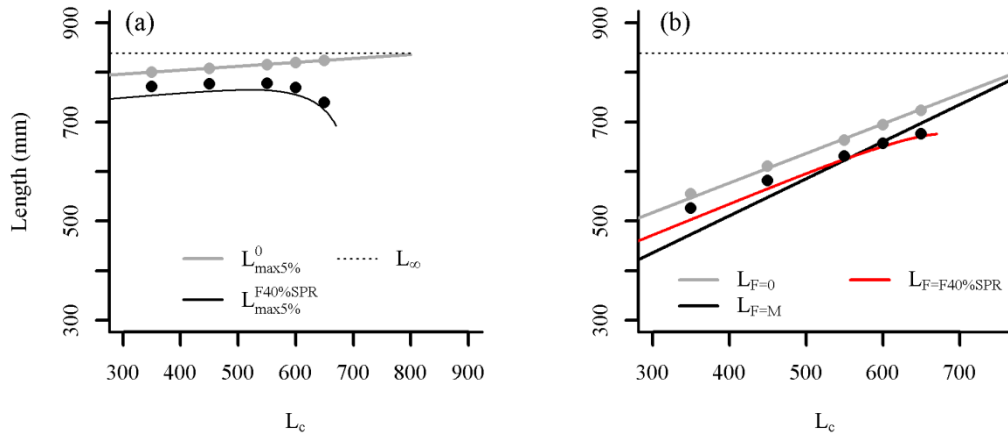 (a)
900
700
500
300
Length (mm)
L0max5%
L∞
LF40%SPRmax5%
300 400 500 600 700 800 900
Lc
(b)
900
700
500
300
LF=0
LF=F40%SPR
LF=M
300 400 500 600 700
Lc